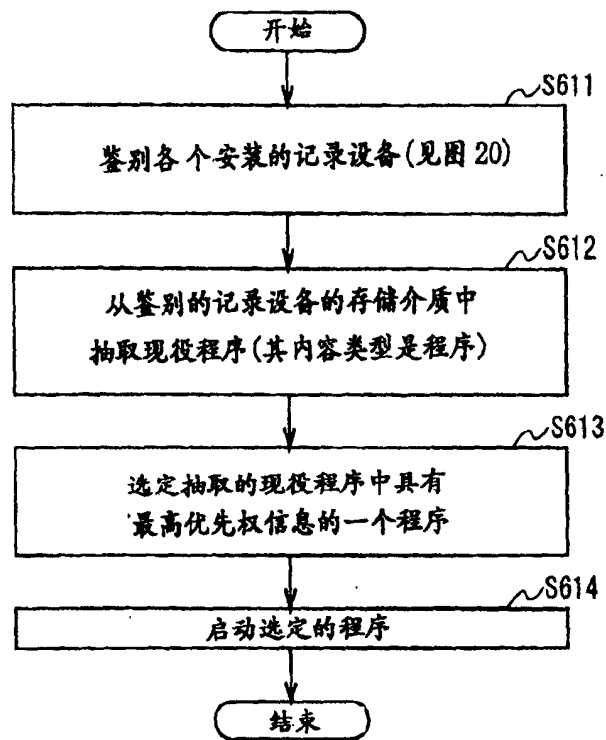 开始
S611
鉴别各个安装的记录设备(见图20)
S612
从鉴别的记录设备的存储介质中
抽取现役程序(其内容类型是程序)
S613
选定抽取的现役程序中具有
最高优先权信息的一个程序
S614
启动选定的程序
结束